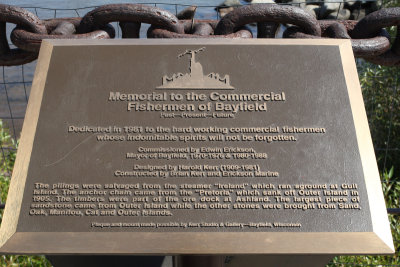 Memorial to the Commercial
Fishermen of Bayfield
Past—Present—Future
Dedicated in 1981 to the hard working commercial fishermen
whose indomitable spirits will not be forgotten.
Commissioned by Edwin Erickson,
Mayor of Bayfield, 1970-1976 & 1980-1988
Designed by Harold Kerr (1909-1981)
Constructed by Brian Kerr and Erickson Marine
The pilings were salvaged from the steamer "Ireland" which ran aground at Gull
Island. The anchor chain came from the "Pretoria," which sank off Outer Island in
1905. The timbers were part of the ore dock at Ashland. The largest piece of
sandstone came from Outer Island while the other stones were brought from Sand,
Oak, Manitou, Cat and Outer Islands.
Plaque and mount made possible by Kerr Studio & Gallery—Bayfield, Wisconsin.